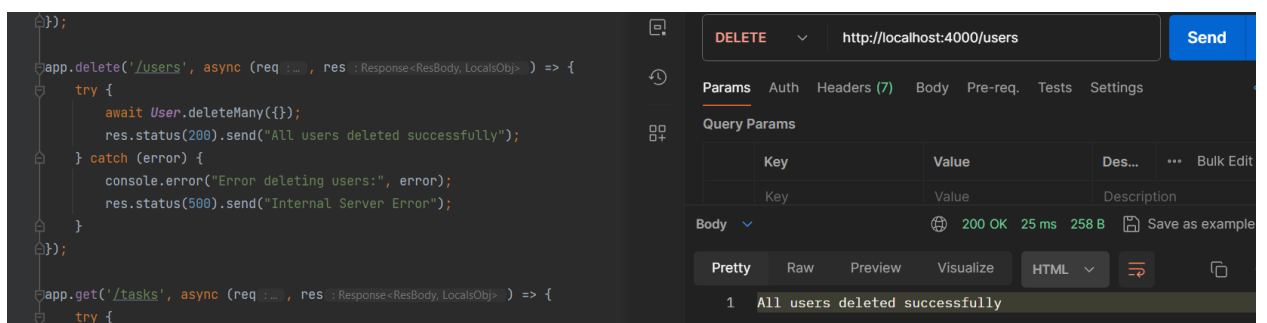 });
app.delete('/users', async (req : … , res : Response<ResBody, LocalsObj> ) => {
try {
await User.deleteMany({});
res.status(200).send("All users deleted successfully");
} catch (error) {
console.error("Error deleting users:", error);
res.status(500).send("Internal Server Error");
}
});
app.get('/tasks', async (req : … , res : Response<ResBody, LocalsObj> ) => {
try {
DELETE http://localhost:4000/users Send
Params Auth Headers (7) Body Pre-req. Tests Settings
Query Params
Key Value Des... ••• Bulk Edit
Key Value Description
Body 200 OK 25 ms 258 B Save as example
Pretty Raw Preview Visualize HTML
1 All users deleted successfully